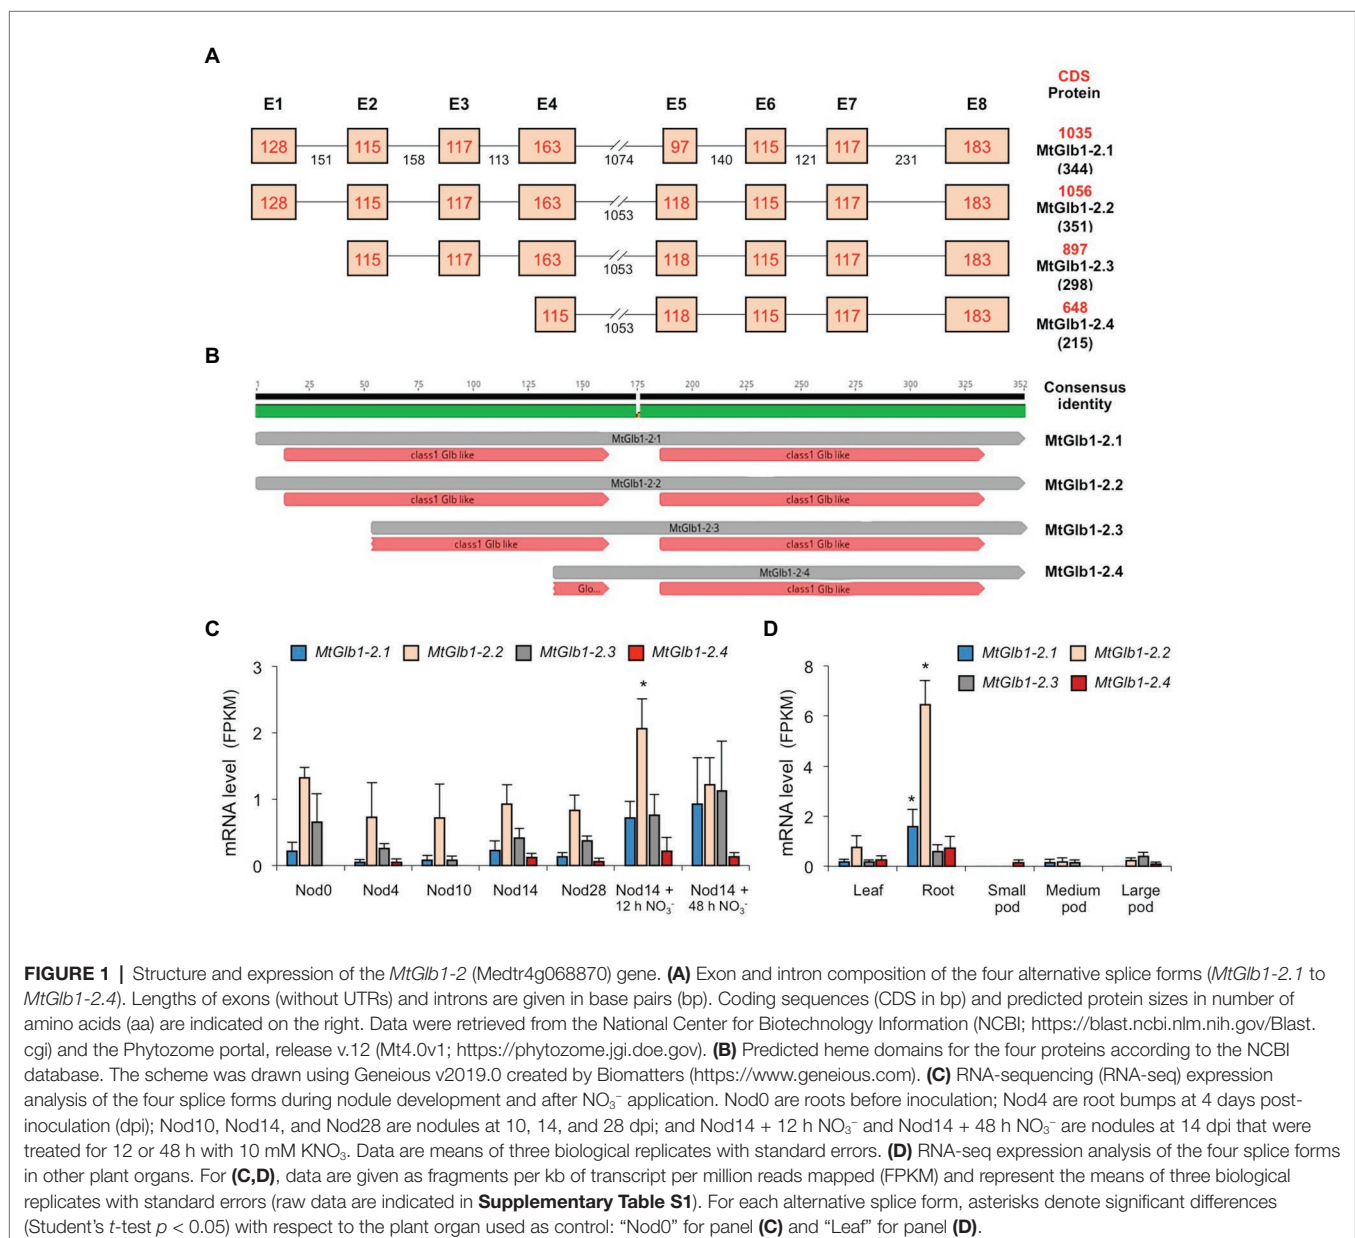 A
CDS
Protein
E1 E2 E3 E4 E5 E6 E7 E8
128 115 117 163 97 115 117 183
151 158 113 1074 140 121 231
1035
MtGlb1-2.1
(344)
128 115 117 163 118 115 117 183
1053
1056
MtGlb1-2.2
(351)
115 117 163 118 115 117 183
1053
897
MtGlb1-2.3
(298)
115 118 115 117 183
1053
648
MtGlb1-2.4
(215)
B
1 25 50 75 100 125 150 175 200 225 250 275 300 325 352
Consensus
identity
MtGlb1-2·1
MtGlb1-2.1
class1 Glb like class1 Glb like
MtGlb1-2·2
MtGlb1-2.2
class1 Glb like class1 Glb like
MtGlb1-2·3
MtGlb1-2.3
class1 Glb like class1 Glb like
MtGlb1-2·4
MtGlb1-2.4
Glo... class1 Glb like
C
MtGlb1-2.1 MtGlb1-2.2 MtGlb1-2.3 MtGlb1-2.4
mRNA level (FPKM)
3
2
1
0
*
Nod0 Nod4 Nod10 Nod14 Nod28 Nod14 + 12 h NO₃⁻ Nod14 + 48 h NO₃⁻
D
MtGlb1-2.1 MtGlb1-2.2
MtGlb1-2.3 MtGlb1-2.4
mRNA level (FPKM)
8
6
4
2
0
* *
Leaf Root Small pod Medium pod Large pod
FIGURE 1 | Structure and expression of the MtGlb1-2 (Medtr4g068870) gene. (A) Exon and intron composition of the four alternative splice forms (MtGlb1-2.1 to
MtGlb1-2.4). Lengths of exons (without UTRs) and introns are given in base pairs (bp). Coding sequences (CDS in bp) and predicted protein sizes in number of
amino acids (aa) are indicated on the right. Data were retrieved from the National Center for Biotechnology Information (NCBI; https://blast.ncbi.nlm.nih.gov/Blast.
cgi) and the Phytozome portal, release v.12 (Mt4.0v1; https://phytozome.jgi.doe.gov). (B) Predicted heme domains for the four proteins according to the NCBI
database. The scheme was drawn using Geneious v2019.0 created by Biomatters (https://www.geneious.com). (C) RNA-sequencing (RNA-seq) expression
analysis of the four splice forms during nodule development and after NO₃⁻ application. Nod0 are roots before inoculation; Nod4 are root bumps at 4 days post-
inoculation (dpi); Nod10, Nod14, and Nod28 are nodules at 10, 14, and 28 dpi; and Nod14 + 12 h NO₃⁻ and Nod14 + 48 h NO₃⁻ are nodules at 14 dpi that were
treated for 12 or 48 h with 10 mM KNO₃. Data are means of three biological replicates with standard errors. (D) RNA-seq expression analysis of the four splice forms
in other plant organs. For (C,D), data are given as fragments per kb of transcript per million reads mapped (FPKM) and represent the means of three biological
replicates with standard errors (raw data are indicated in Supplementary Table S1). For each alternative splice form, asterisks denote significant differences
(Student's t-test p < 0.05) with respect to the plant organ used as control: “Nod0” for panel (C) and “Leaf” for panel (D).